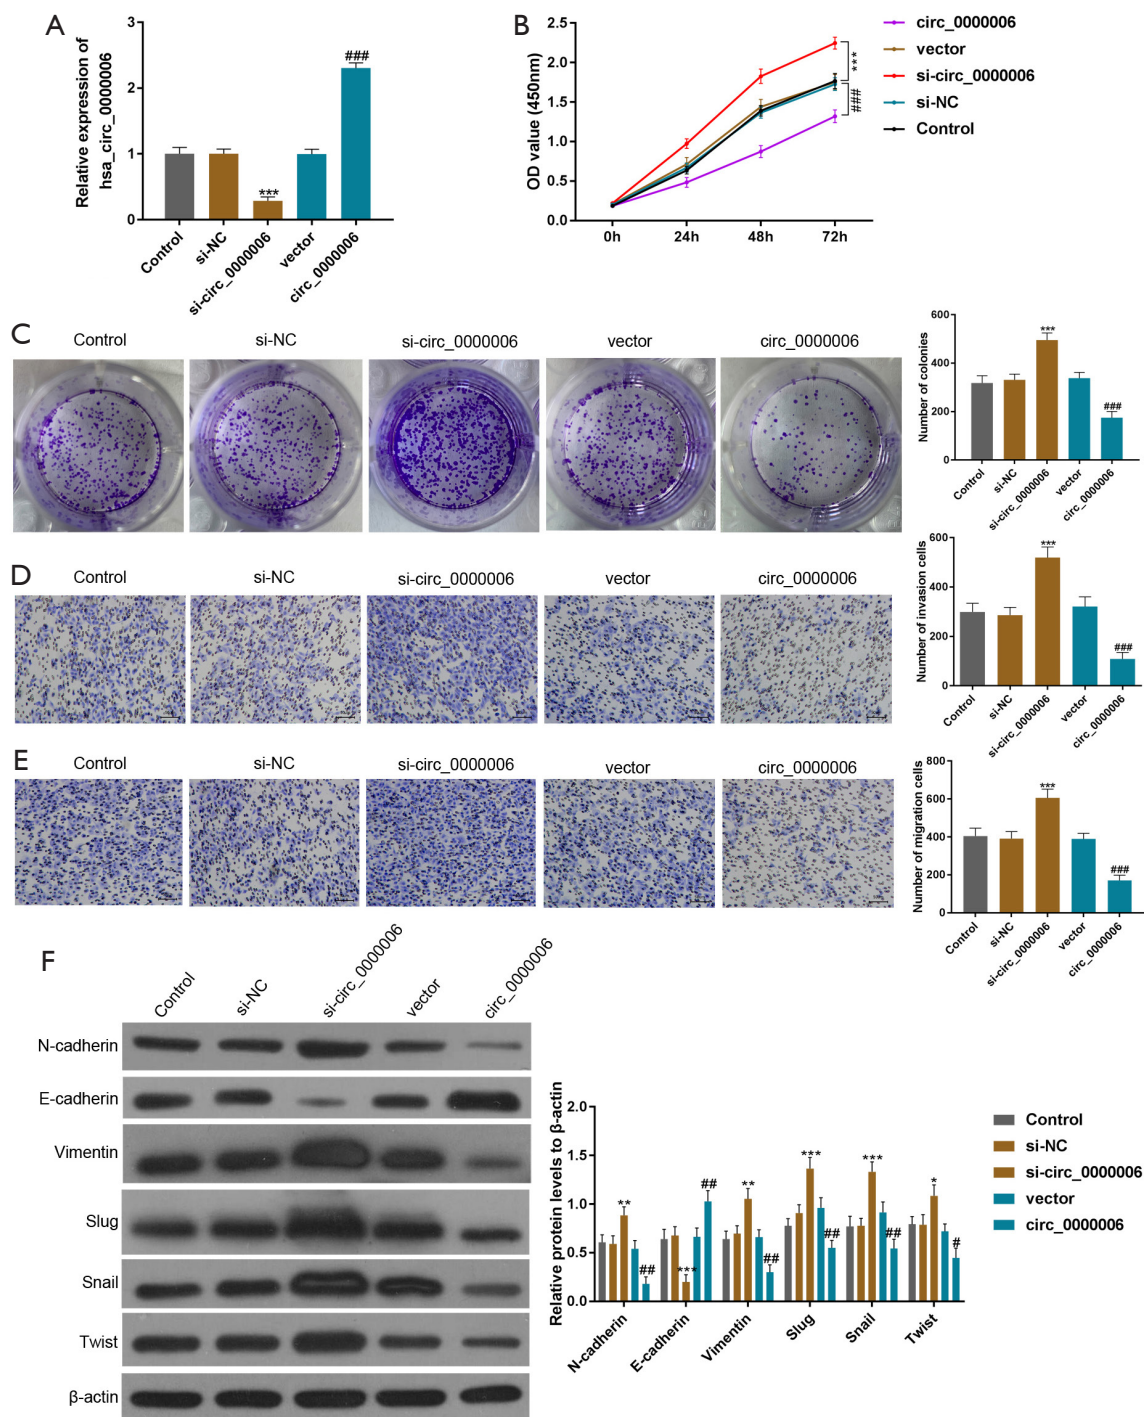 A
Relative expression of
hsa_circ_0000006
3
2
1
0
###
***
Control
si-NC
si-circ_0000006
vector
circ_0000006
B
OD value (450nm)
2.5
2.0
1.5
1.0
0.5
0.0
0h
24h
48h
72h
***
###
circ_0000006
vector
si-circ_0000006
si-NC
Control
C
Control
si-NC
si-circ_0000006
vector
circ_0000006
Number of colonies
600
400
200
0
***
###
Control
si-NC
si-circ_0000006
vector
circ_0000006
D
Control
si-NC
si-circ_0000006
vector
circ_0000006
Number of invasion cells
600
400
200
0
***
###
Control
si-NC
si-circ_0000006
vector
circ_0000006
E
Control
si-NC
si-circ_0000006
vector
circ_0000006
Number of migration cells
800
600
400
200
0
***
###
Control
si-NC
si-circ_0000006
vector
circ_0000006
F
Control
si-NC
si-circ_0000006
vector
circ_0000006
N-cadherin
E-cadherin
Vimentin
Slug
Snail
Twist
β-actin
Relative protein levels to β-actin
2.0
1.5
1.0
0.5
0.0
**
##
***
##
**
##
***
##
***
##
*
#
N-cadherin
E-cadherin
Vimentin
Slug
Snail
Twist
Control
si-NC
si-circ_0000006
vector
circ_0000006